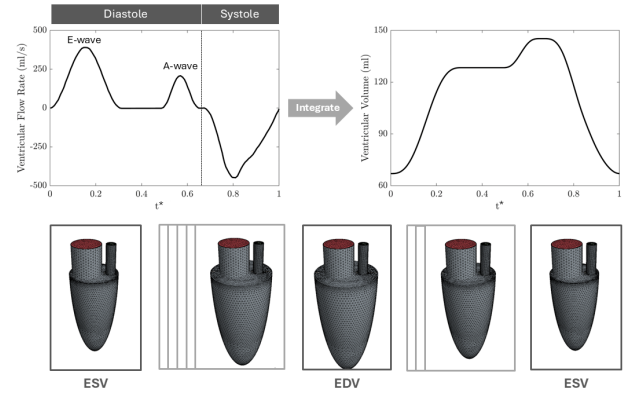 Diastole Systole
500
250
0
-250
-500
Ventricular Flow Rate (ml/s)
E-wave
A-wave
0 0.2 0.4 0.6 0.8 1
t*
Integrate
150
120
90
60
Ventricular Volume (ml)
0 0.2 0.4 0.6 0.8 1
t*
ESV EDV ESV